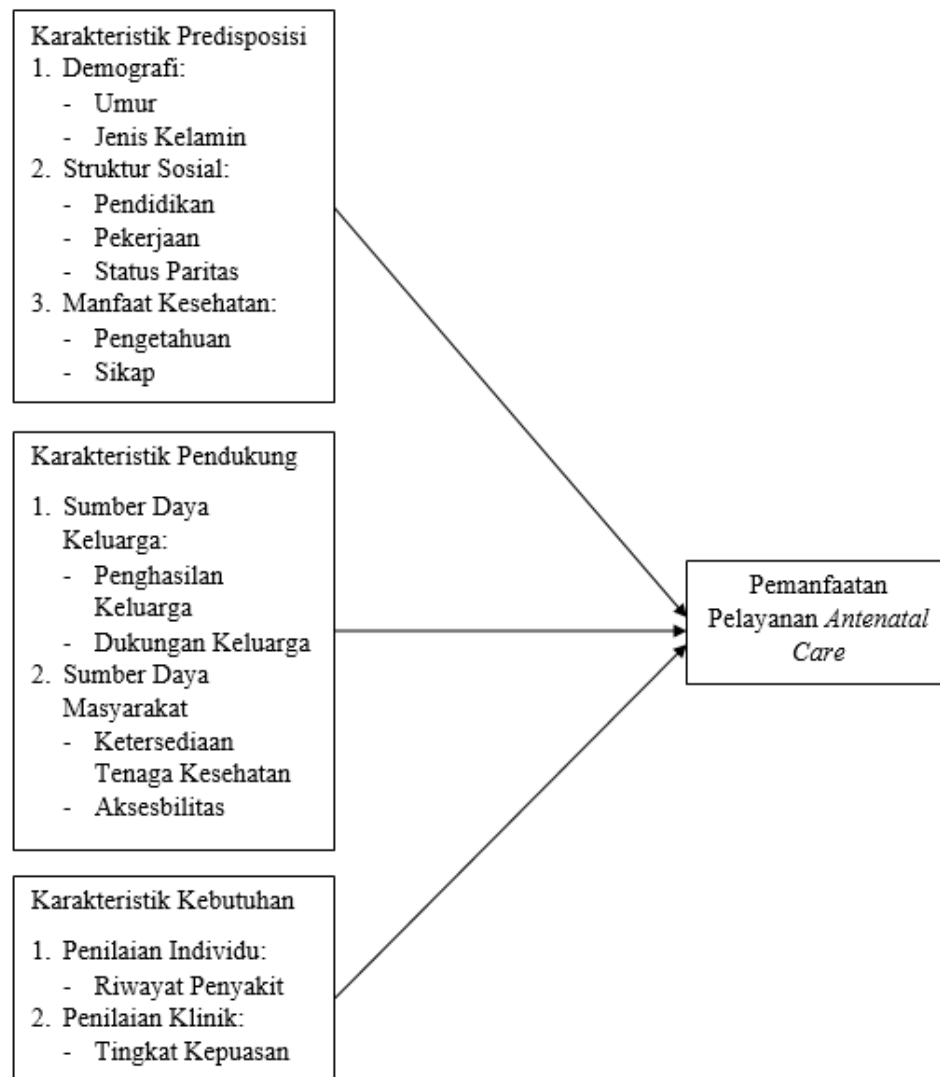 Karakteristik Predisposisi
1. Demografi:
- Umur
- Jenis Kelamin
2. Struktur Sosial:
- Pendidikan
- Pekerjaan
- Status Paritas
3. Manfaat Kesehatan:
- Pengetahuan
- Sikap
Karakteristik Pendukung
1. Sumber Daya
Keluarga:
- Penghasilan
Keluarga
- Dukungan Keluarga
2. Sumber Daya
Masyarakat
- Ketersediaan
Tenaga Kesehatan
- Aksesbilitas
Karakteristik Kebutuhan
1. Penilaian Individu:
- Riwayat Penyakit
2. Penilaian Klinik:
- Tingkat Kepuasan
Pemanfaatan
Pelayanan Antenatal
Care